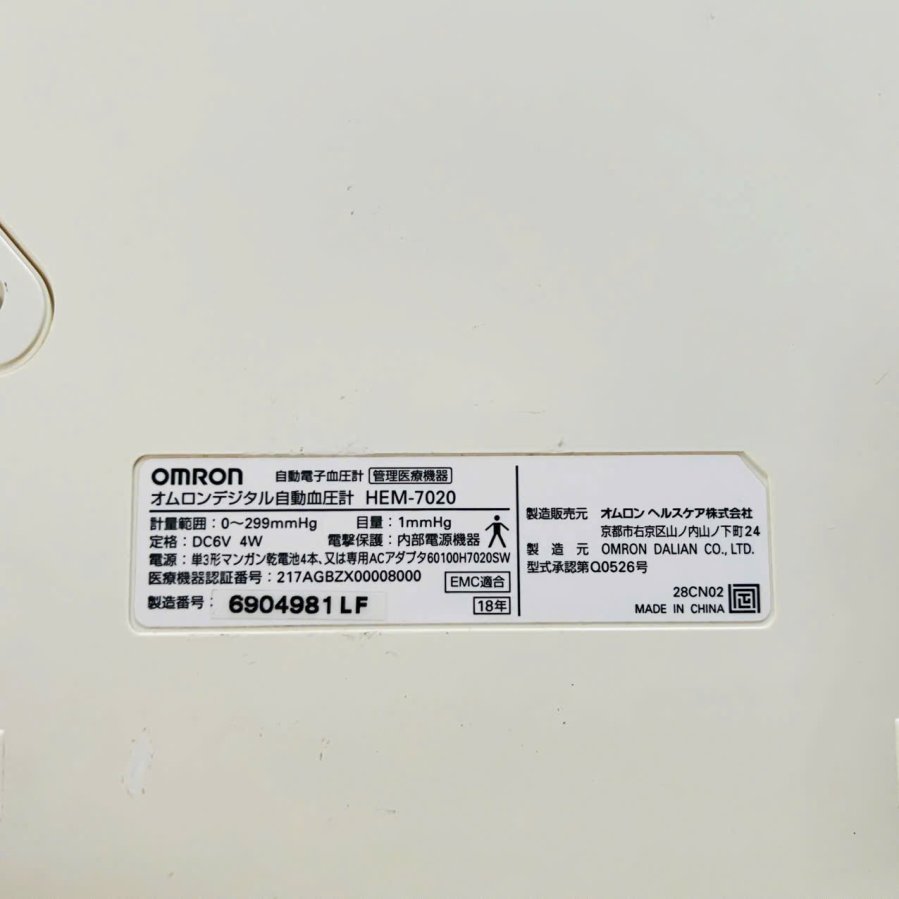 OMRON 自動電子血圧計 管理医療機器
オムロンデジタル自動血圧計 HEM-7020
計量範囲：0～299mmHg 目量：1mmHg
定格：DC6V 4W 電撃保護：内部電源機器
電源：単3形マンガン乾電池4本、又は専用ACアダプタ60100H7020SW
医療機器認証番号：217AGBZX00008000 EMC適合
製造番号： 6904981LF 18年
製造販売元 オムロン ヘルスケア株式会社
京都市右京区山ノ内山ノ下町24
製造元 OMRON DALIAN CO., LTD.
型式承認第Q0526号
28CN02
MADE IN CHINA